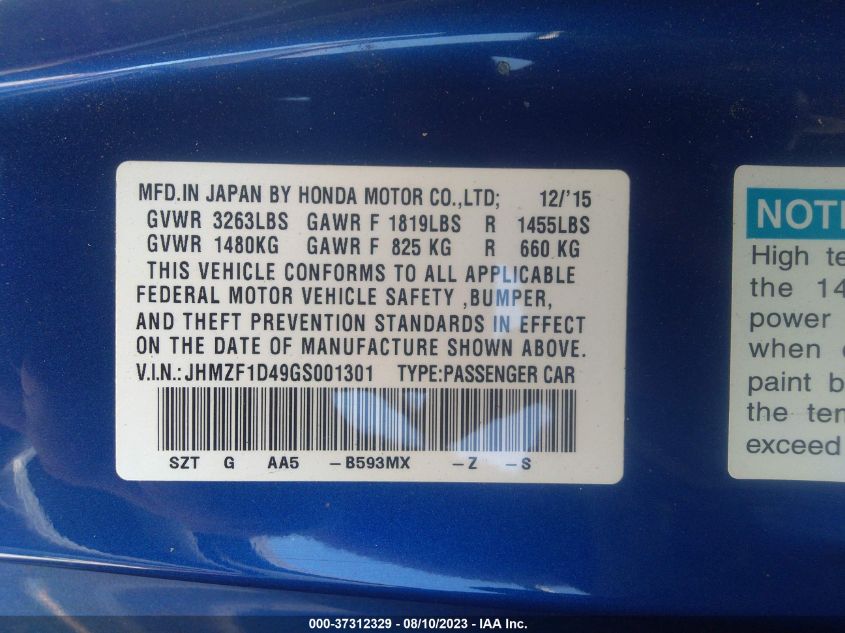 MFD.IN JAPAN BY HONDA MOTOR CO.,LTD; 12/'15
GVWR 3263LBS GAWR F 1819LBS R 1455LBS
GVWR 1480KG GAWR F 825 KG R 660 KG
THIS VEHICLE CONFORMS TO ALL APPLICABLE
FEDERAL MOTOR VEHICLE SAFETY ,BUMPER,
AND THEFT PREVENTION STANDARDS IN EFFECT
ON THE DATE OF MANUFACTURE SHOWN ABOVE.
V.I.N.:JHMZF1D49GS001301 TYPE:PASSENGER CAR
SZT G AA5 -B593MX -Z -S
NOTI
High te
the 14
power
when
paint b
the ten
exceed
000-37312329 - 08/10/2023 - IAA Inc.